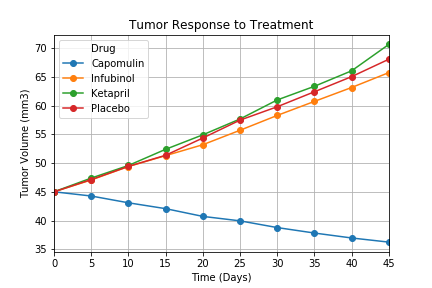 Tumor Response to Treatment
Drug
Capomulin
Infubinol
Ketapril
Placebo
Tumor Volume (mm3)
70
65
60
55
50
45
40
35
0 5 10 15 20 25 30 35 40 45
Time (Days)